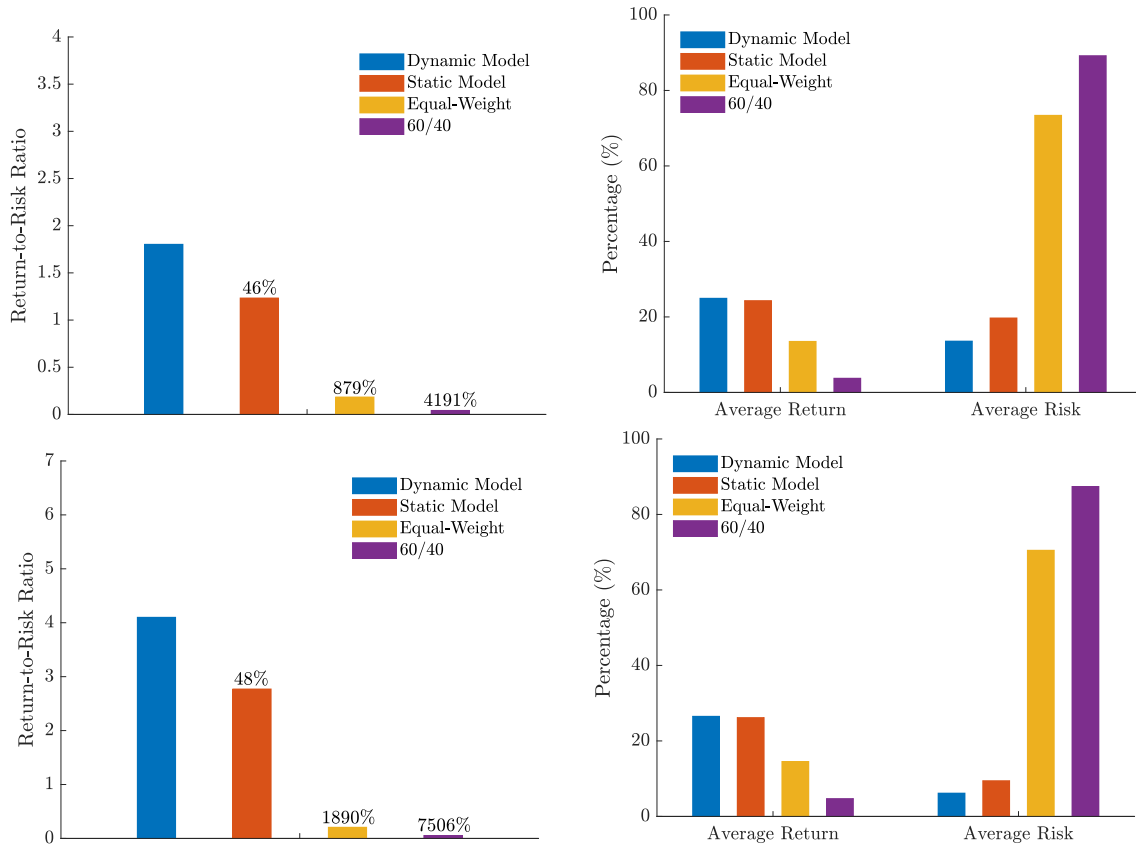 4
3.5
3
2.5
2
1.5
1
0.5
0
Return-to-Risk Ratio
Dynamic Model
Static Model
Equal-Weight
60/40
46%
879%
4191%
100
80
60
40
20
0
Percentage (%)
Dynamic Model
Static Model
Equal-Weight
60/40
Average Return
Average Risk
7
6
5
4
3
2
1
0
Return-to-Risk Ratio
Dynamic Model
Static Model
Equal-Weight
60/40
48%
1890%
7506%
100
80
60
40
20
0
Percentage (%)
Dynamic Model
Static Model
Equal-Weight
60/40
Average Return
Average Risk